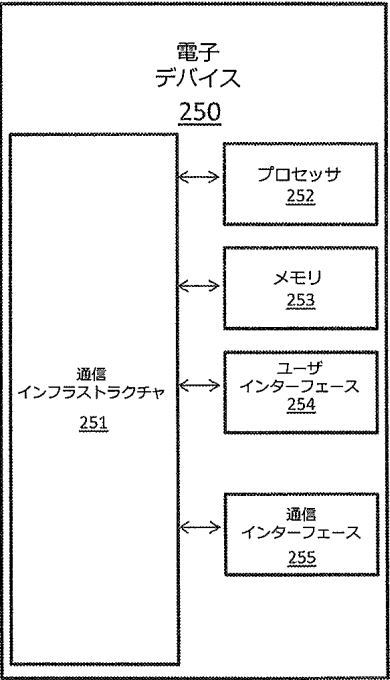 電子
デバイス
250
プロセッサ
252
メモリ
253
通信
インフラストラクチャ
251
ユーザ
インターフェース
254
通信
インターフェース
255